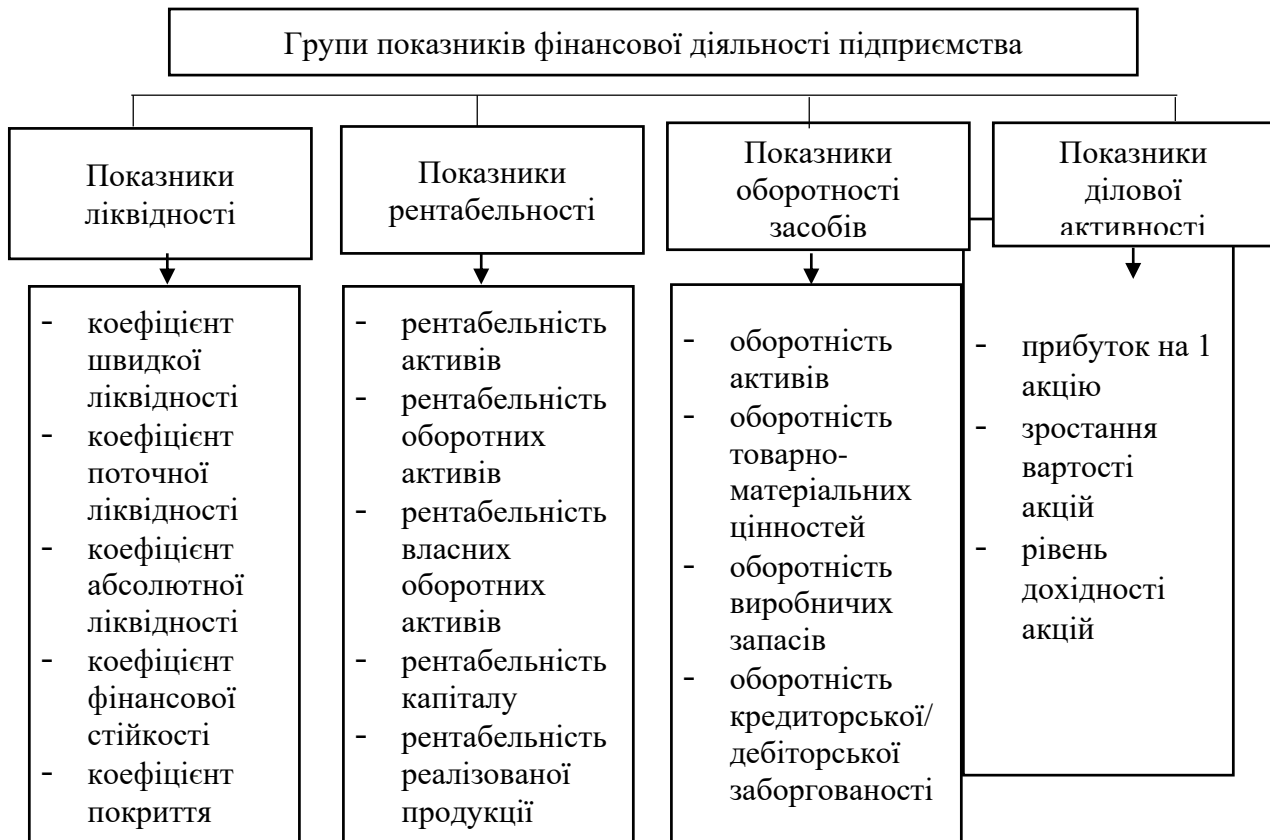 Групи показників фінансової діяльності підприємства
Показники
ліквідності
Показники
рентабельності
Показники
оборотності
засобів
Показники
ділової
активності
- коефіцієнт
швидкої
ліквідності
- коефіцієнт
поточної
ліквідності
- коефіцієнт
абсолютної
ліквідності
- коефіцієнт
фінансової
стійкості
- коефіцієнт
покриття
- рентабельність
активів
- рентабельність
оборотних
активів
- рентабельність
власних
оборотних
активів
- рентабельність
капіталу
- рентабельність
реалізованої
продукції
- оборотність
активів
- оборотність
товарно-
матеріальних
цінностей
- оборотність
виробничих
запасів
- оборотність
кредиторської/
дебіторської
заборгованості
- прибуток на 1
акцію
- зростання
вартості
акцій
- рівень
дохідності
акцій